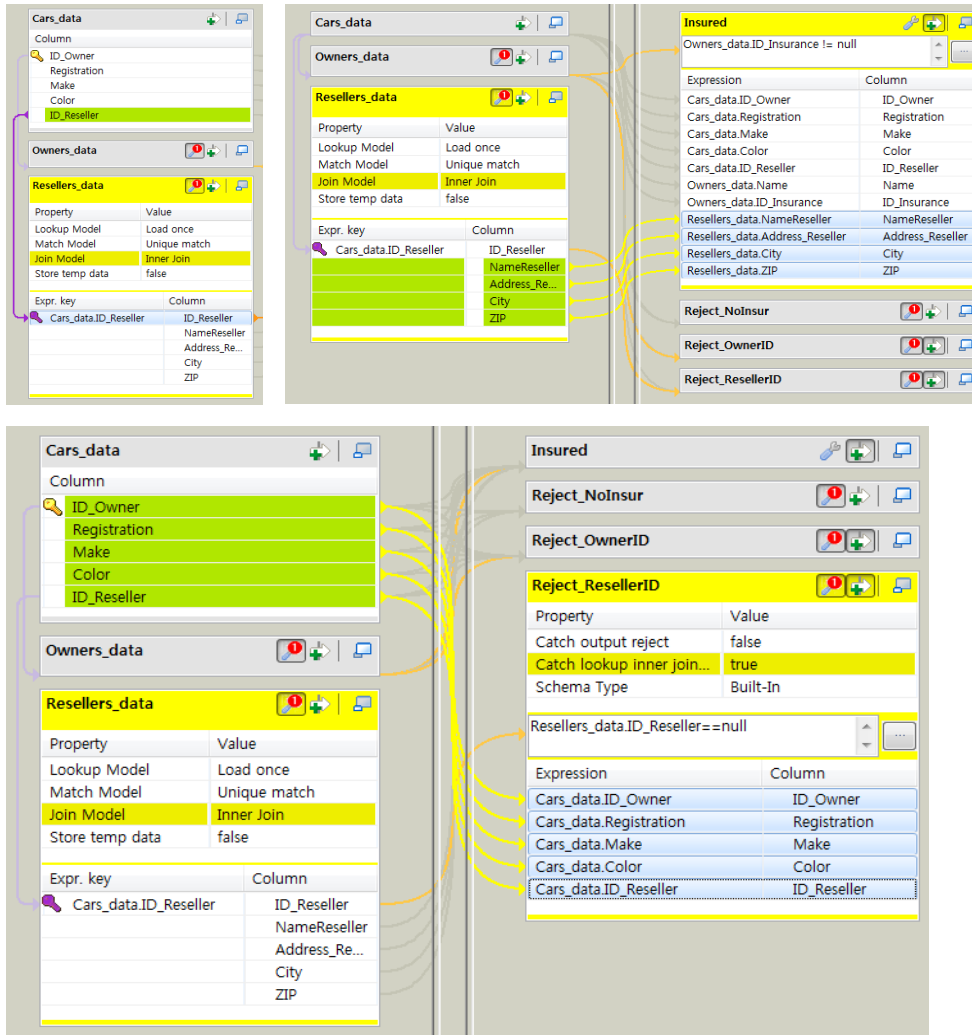 Cars_data
Column
ID_Owner
Registration
Make
Color
ID_Reseller
Owners_data
Resellers_data
Property Value
Lookup Model Load once
Match Model Unique match
Join Model Inner Join
Store temp data false
Expr. key Column
Cars_data.ID_Reseller ID_Reseller
NameReseller
Address_Re...
City
ZIP
Cars_data
Owners_data
Resellers_data
Property Value
Lookup Model Load once
Match Model Unique match
Join Model Inner Join
Store temp data false
Expr. key Column
Cars_data.ID_Reseller ID_Reseller
NameReseller
Address_Re...
City
ZIP
Insured
Owners_data.ID_Insurance != null
...
Expression Column
Cars_data.ID_Owner ID_Owner
Cars_data.Registration Registration
Cars_data.Make Make
Cars_data.Color Color
Cars_data.ID_Reseller ID_Reseller
Owners_data.Name Name
Owners_data.ID_Insurance ID_Insurance
Resellers_data.NameReseller NameReseller
Resellers_data.Address_Reseller Address_Reseller
Resellers_data.City City
Resellers_data.ZIP ZIP
Reject_NoInsur
Reject_OwnerID
Reject_ResellerID
Cars_data
Column
ID_Owner
Registration
Make
Color
ID_Reseller
Owners_data
Resellers_data
Property Value
Lookup Model Load once
Match Model Unique match
Join Model Inner Join
Store temp data false
Expr. key Column
Cars_data.ID_Reseller ID_Reseller
NameReseller
Address_Re...
City
ZIP
Insured
Reject_NoInsur
Reject_OwnerID
Reject_ResellerID
Property Value
Catch output reject false
Catch lookup inner join... true
Schema Type Built-In
Resellers_data.ID_Reseller==null
...
Expression Column
Cars_data.ID_Owner ID_Owner
Cars_data.Registration Registration
Cars_data.Make Make
Cars_data.Color Color
Cars_data.ID_Reseller ID_Reseller